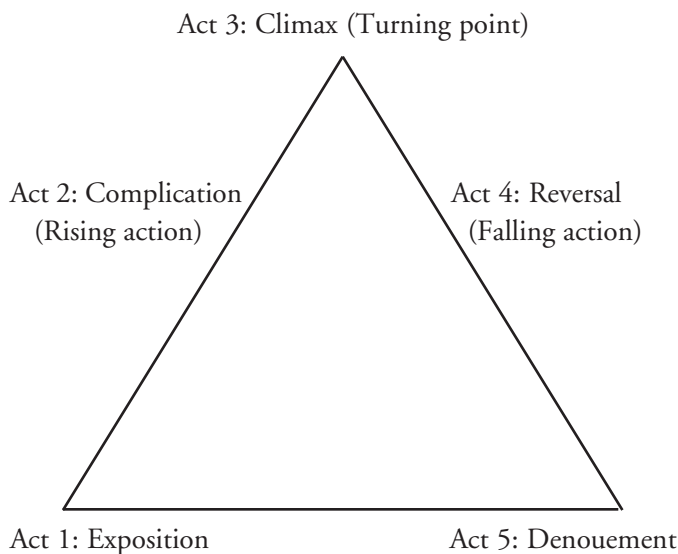 Act 3: Climax (Turning point)
Act 2: Complication
(Rising action)
Act 4: Reversal
(Falling action)
Act 1: Exposition
Act 5: Denouement